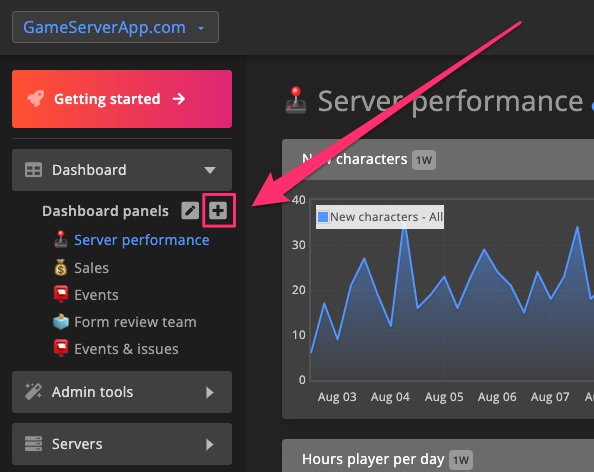 GameServerApp.com
Getting started
Server performance
Dashboard
New characters 1W
Dashboard panels
40
New characters - All
Server performance
30
Sales
20
Events
Form review team
10
Events & issues
0
Aug 03 Aug 04 Aug 05 Aug 06 Aug 07 A
Admin tools
Servers
Hours player per day 1W